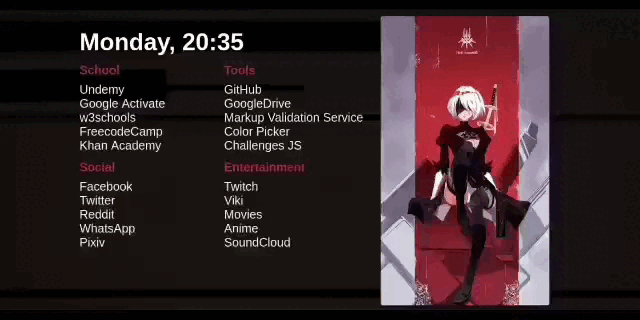 Monday, 20:35
School
Undemy
Google Activate
w3schools
FreecodeCamp
Khan Academy
Tools
GitHub
GoogleDrive
Markup Validation Service
Color Picker
Challenges JS
Social
Facebook
Twitter
Reddit
WhatsApp
Pixiv
Entertainment
Twitch
Viki
Movies
Anime
SoundCloud